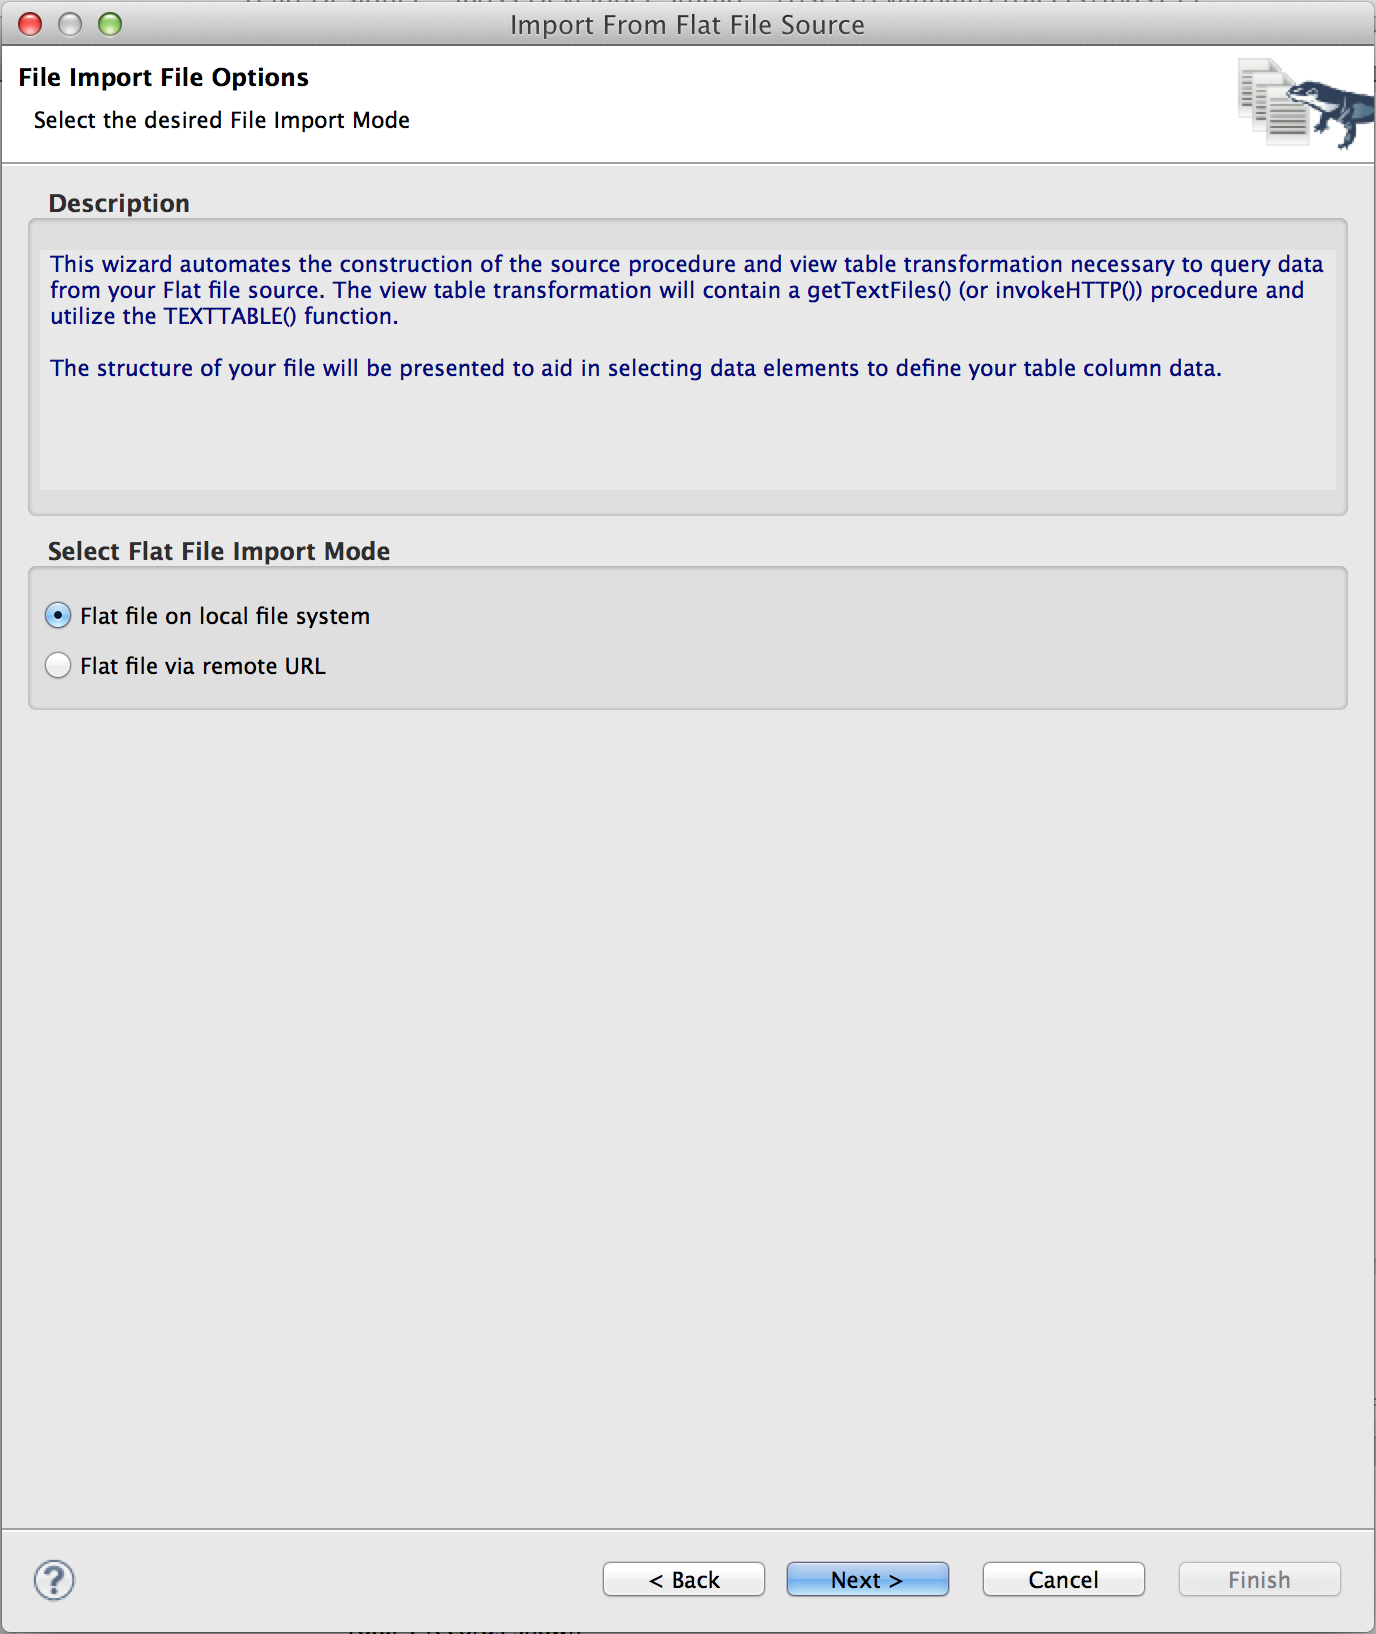 Import From Flat File Source
File Import File Options
Select the desired File Import Mode
Description
This wizard automates the construction of the source procedure and view table transformation necessary to query data
from your Flat file source. The view table transformation will contain a getTextFiles() (or invokeHTTP()) procedure and
utilize the TEXTTABLE() function.
The structure of your file will be presented to aid in selecting data elements to define your table column data.
Select Flat File Import Mode
Flat file on local file system
Flat file via remote URL
?
< Back
Next >
Cancel
Finish